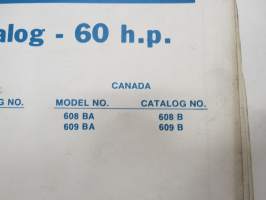 alog - 60 h.p.
CANADA
G NO. MODEL NO. CATALOG NO.
608 BA 608 B
609 BA 609 B